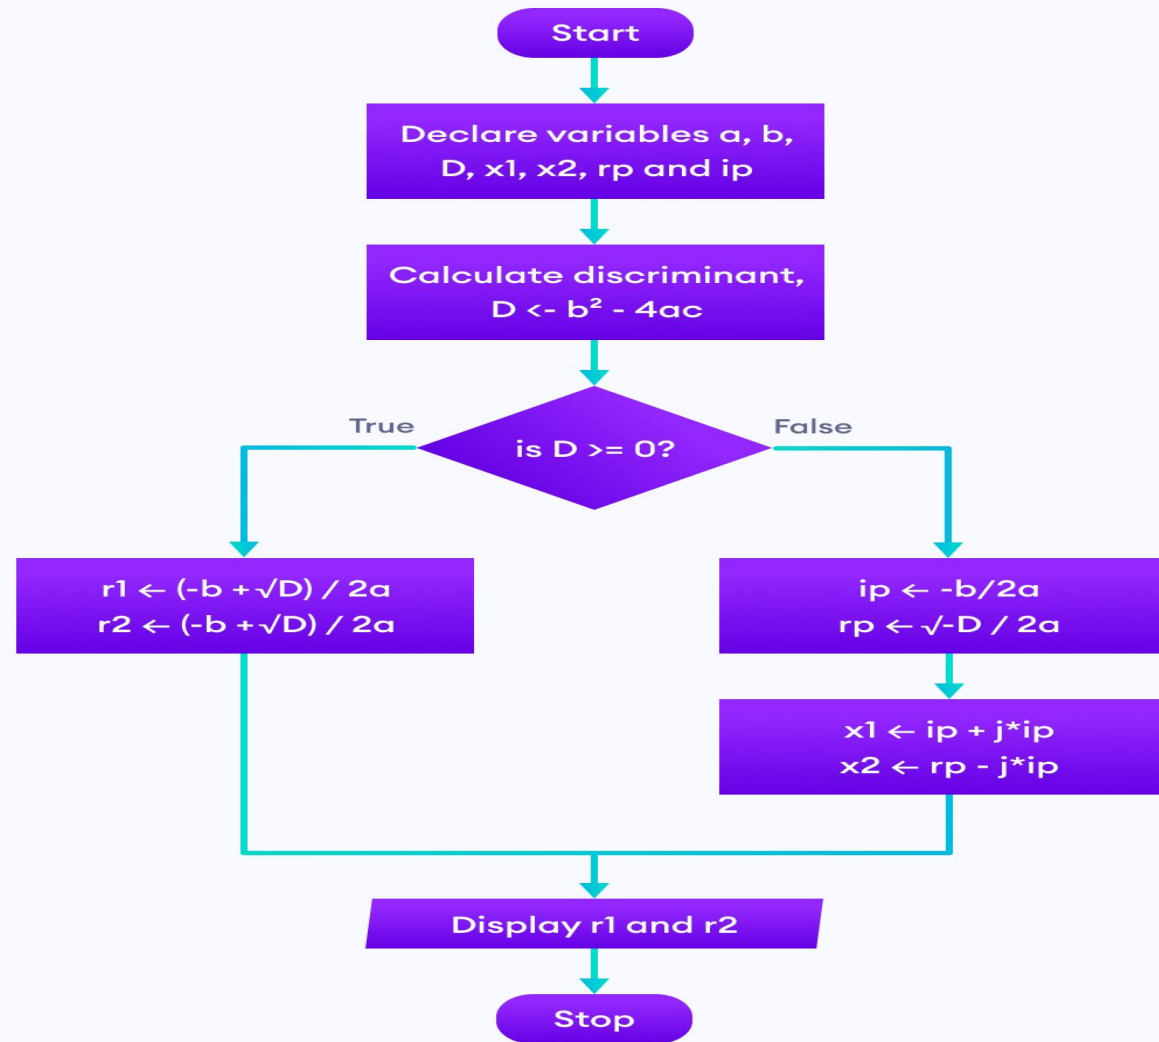 Start
Declare variables a, b,
D, x1, x2, rp and ip
Calculate discriminant,
D <- b² - 4ac
is D >= 0?
True
False
r1 ← (-b + √D) / 2a
r2 ← (-b + √D) / 2a
ip ← -b/2a
rp ← √-D / 2a
x1 ← ip + j*ip
x2 ← rp - j*ip
Display r1 and r2
Stop